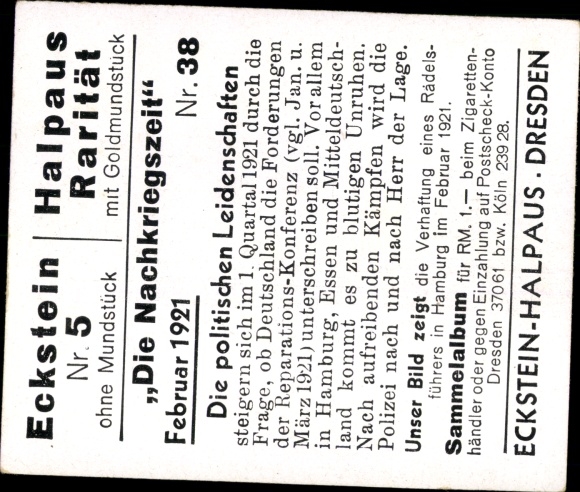 Eckstein | Halpaus
Nr. 5 | Rarität
ohne Mundstück | mit Goldmundstück
„Die Nachkriegszeit“
Februar 1921 Nr. 38
Die politischen Leidenschaften
steigern sich im 1. Quartal 1921 durch die
Frage, ob Deutschland die Forderungen
der Reparations-Konferenz (vgl. Jan. u.
März 1921) unterschreiben soll. Vor allem
in Hamburg, Essen und Mitteldeutsch-
land kommt es zu blutigen Unruhen.
Nach aufreibenden Kämpfen wird die
Polizei nach und nach Herr der Lage.
Unser Bild zeigt die Verhaftung eines Rädels-
führers in Hamburg im Februar 1921.
Sammelalbum für RM. 1.— beim Zigaretten-
händler oder gegen Einzahlung auf Postscheck-Konto
Dresden 37061 bzw. Köln 239 28.
ECKSTEIN-HALPAUS · DRESDEN